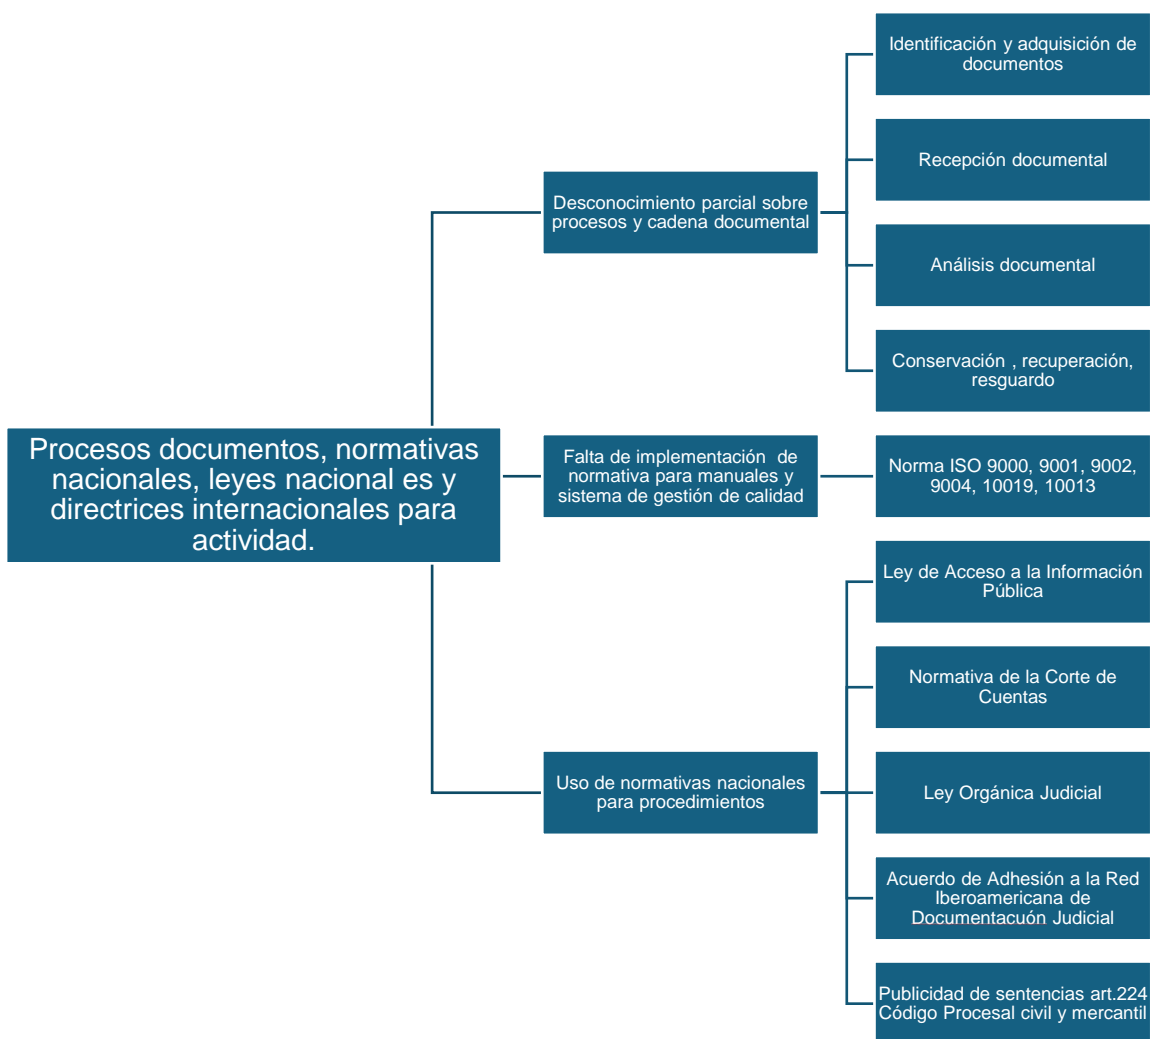 Procesos documentos, normativas
nacionales, leyes nacional es y
directrices internacionales para
actividad.
Desconocimiento parcial sobre
procesos y cadena documental
Identificación y adquisición de
documentos
Recepción documental
Análisis documental
Conservación , recuperación,
resguardo
Falta de implementación de
normativa para manuales y
sistema de gestión de calidad
Norma ISO 9000, 9001, 9002,
9004, 10019, 10013
Uso de normativas nacionales
para procedimientos
Ley de Acceso a la Información
Pública
Normativa de la Corte de
Cuentas
Ley Orgánica Judicial
Acuerdo de Adhesión a la Red
Iberoamericana de
Documentacuón Judicial
Publicidad de sentencias art.224
Código Procesal civil y mercantil